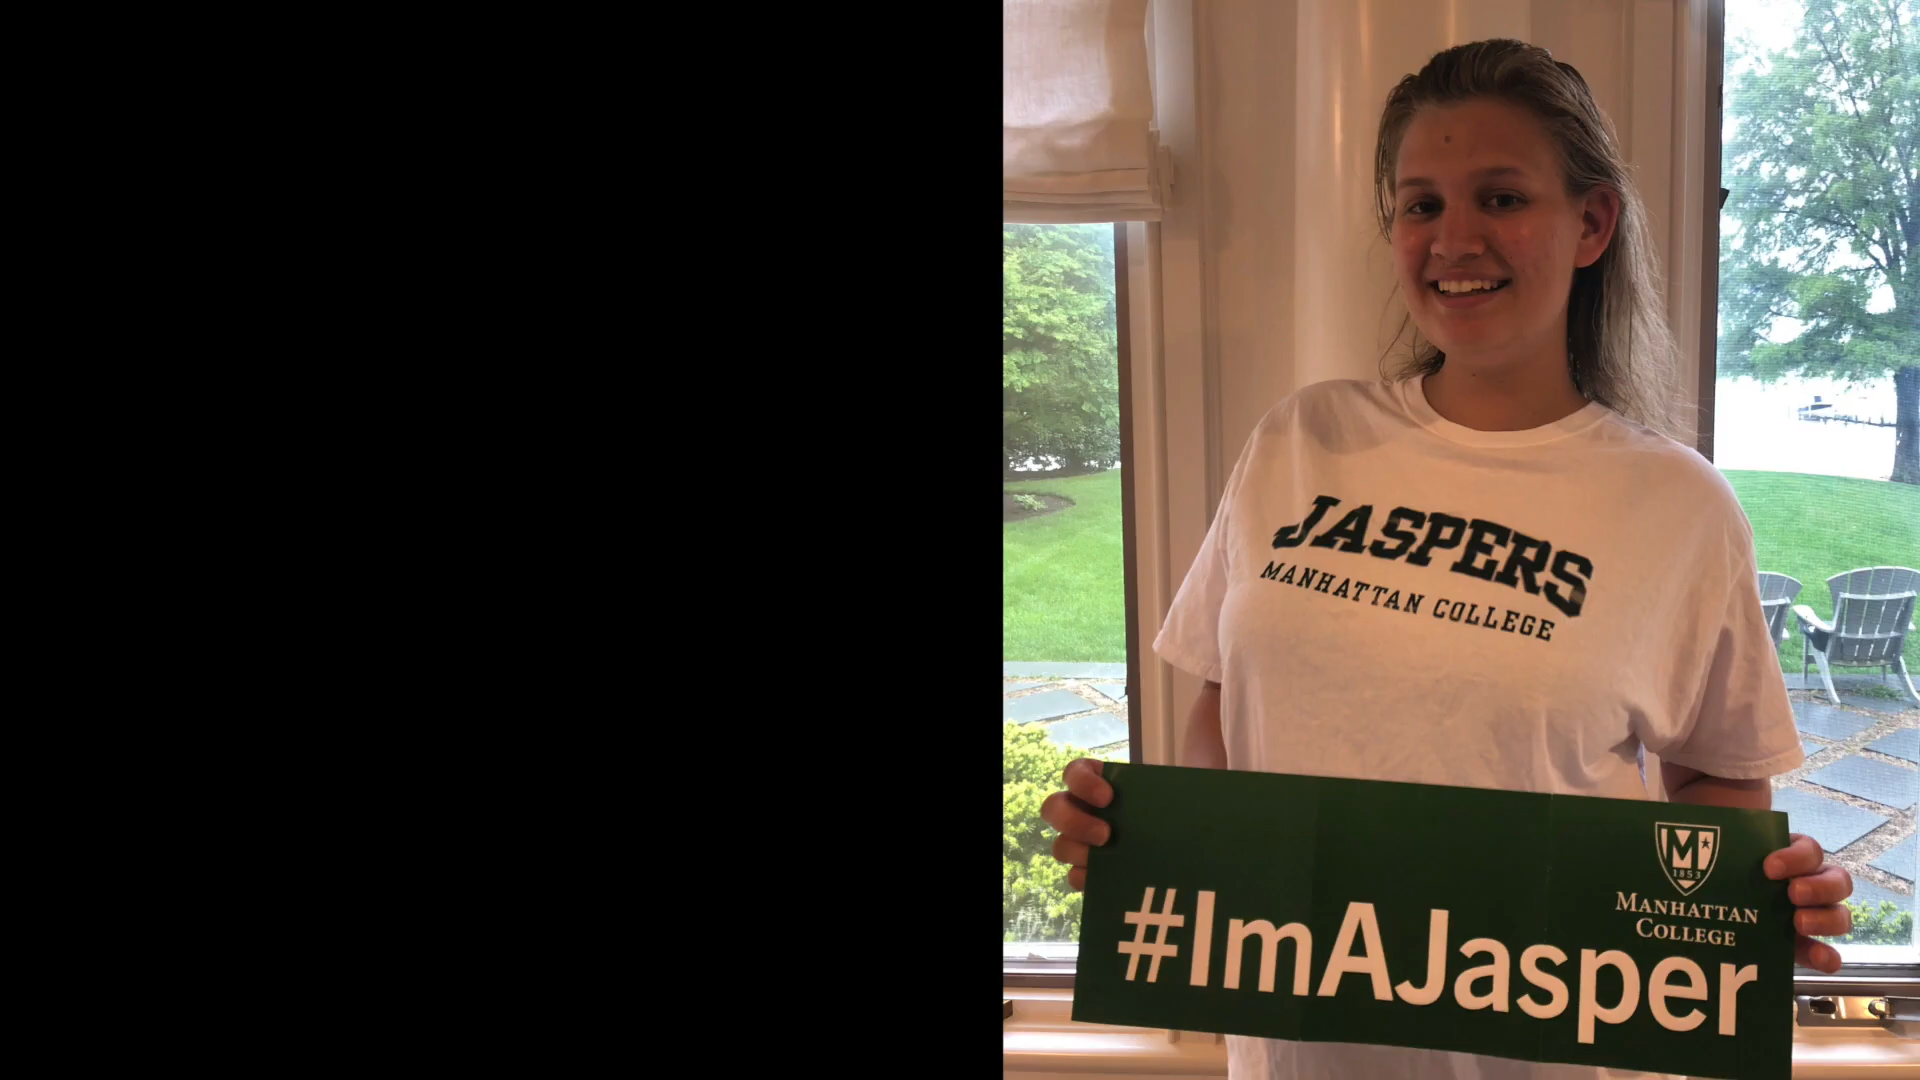 JASPERS
MANHATTAN COLLEGE
M
1853
MANHATTAN
COLLEGE
#ImAJasper